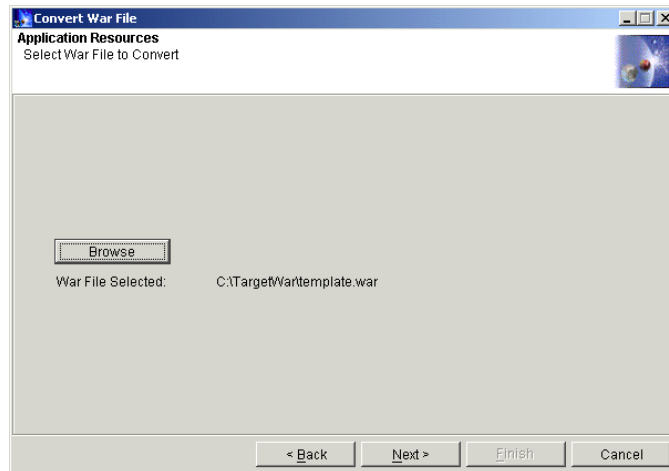 Convert War File
Application Resources
Select War File to Convert
Browse
War File Selected: C:\TargetWar\template.war
< Back Next > Finish Cancel